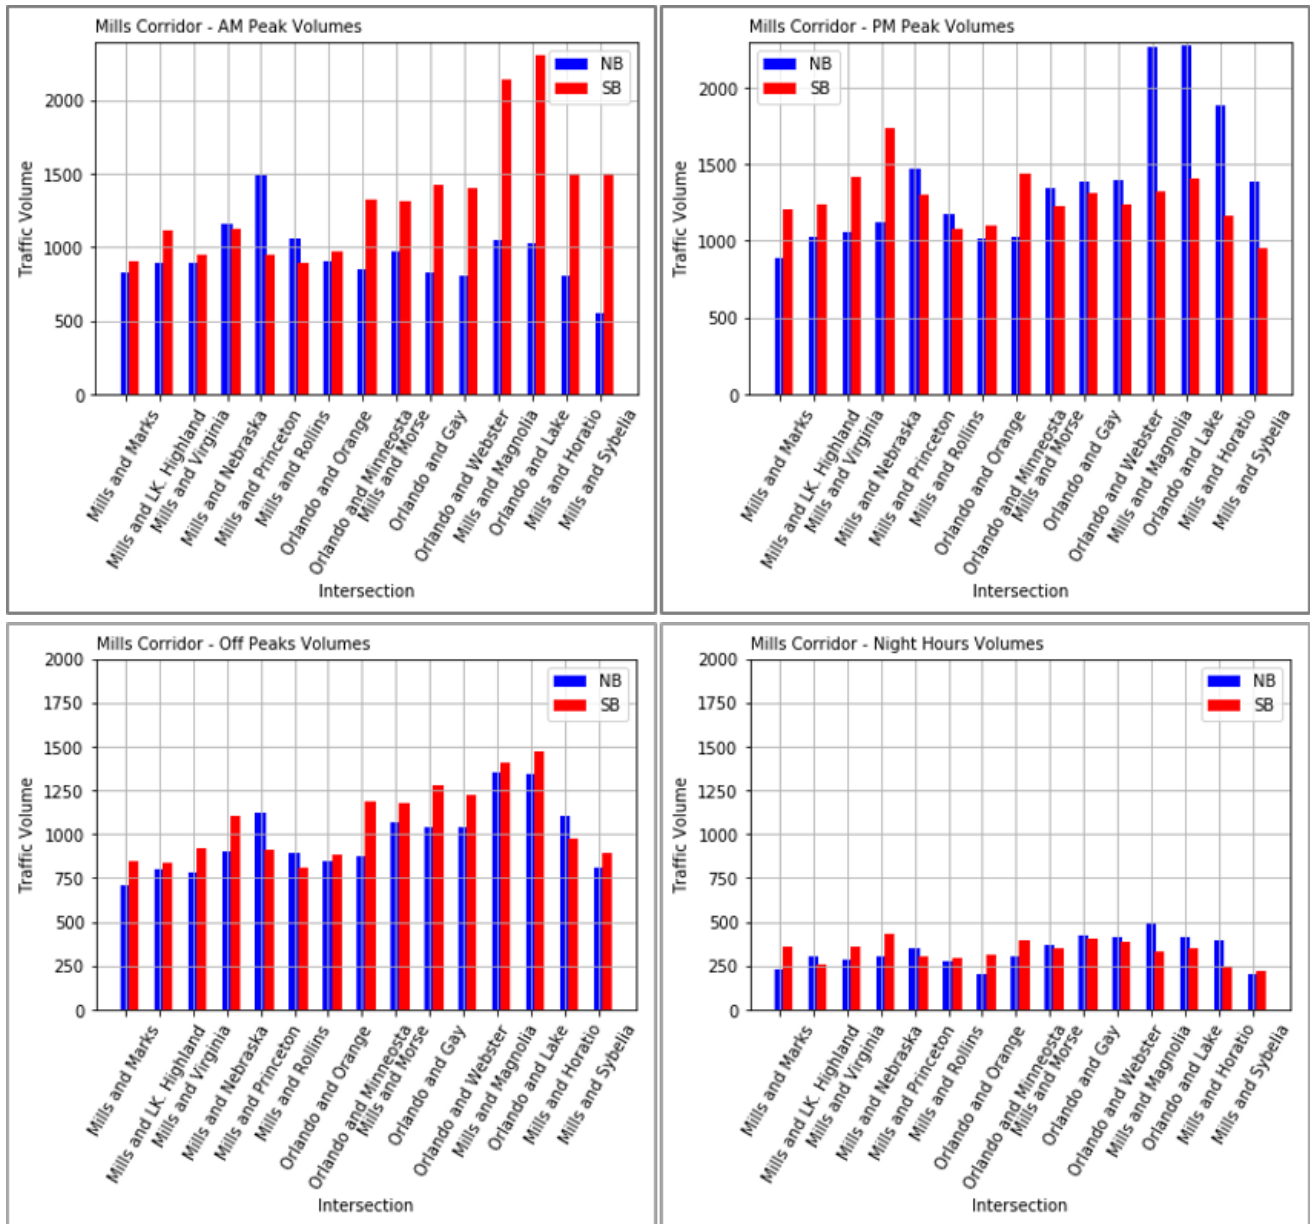 Mills Corridor - AM Peak Volumes
NB
SB
2000
1500
1000
500
0
Traffic Volume
Mills and Marks
Mills and LK. Highland
Mills and Virginia
Mills and Nebraska
Mills and Princeton
Mills and Rollins
Orlando and Orange
Orlando and Minneosta
Mills and Morse
Orlando and Gay
Orlando and Webster
Mills and Magnolia
Orlando and Lake
Mills and Horatio
Mills and Sybella
Intersection
Mills Corridor - PM Peak Volumes
NB
SB
2000
1500
1000
500
0
Traffic Volume
Mills and Marks
Mills and LK. Highland
Mills and Virginia
Mills and Nebraska
Mills and Princeton
Mills and Rollins
Orlando and Orange
Orlando and Minneosta
Mills and Morse
Orlando and Gay
Orlando and Webster
Mills and Magnolia
Orlando and Lake
Mills and Horatio
Mills and Sybella
Intersection
Mills Corridor - Off Peaks Volumes
NB
SB
2000
1750
1500
1250
1000
750
500
250
0
Traffic Volume
Mills and Marks
Mills and LK. Highland
Mills and Virginia
Mills and Nebraska
Mills and Princeton
Mills and Rollins
Orlando and Orange
Orlando and Minneosta
Mills and Morse
Orlando and Gay
Orlando and Webster
Mills and Magnolia
Orlando and Lake
Mills and Horatio
Mills and Sybella
Intersection
Mills Corridor - Night Hours Volumes
NB
SB
2000
1750
1500
1250
1000
750
500
250
0
Traffic Volume
Mills and Marks
Mills and LK. Highland
Mills and Virginia
Mills and Nebraska
Mills and Princeton
Mills and Rollins
Orlando and Orange
Orlando and Minneosta
Mills and Morse
Orlando and Gay
Orlando and Webster
Mills and Magnolia
Orlando and Lake
Mills and Horatio
Mills and Sybella
Intersection